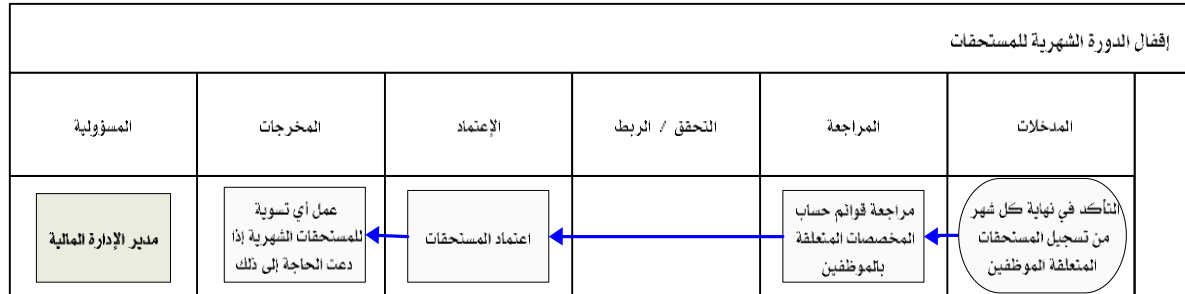 إقفال الدورة الشهرية للمستحقات
المدخلات
المراجعة
التحقق / الربط
الإعتماد
المخرجات
المسؤولية
التأكد في نهاية كل شهر
من تسجيل المستحقات
المتعلقة الموظفين
مراجعة قوائم حساب
المخصصات المتعلقة
بالموظفين
اعتماد المستحقات
عمل أي تسوية
للمستحقات الشهرية إذا
دعت الحاجة إلى ذلك
مدير الإدارة المالية